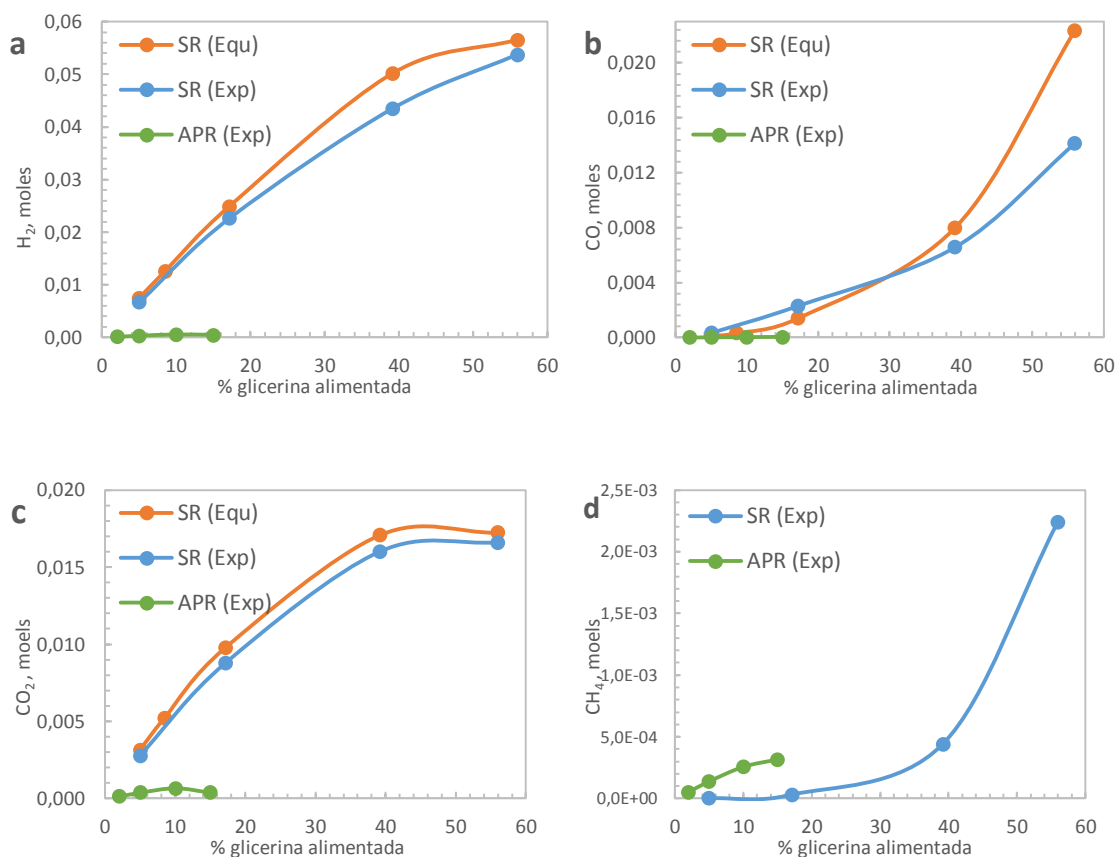 a
SR (Equ)
SR (Exp)
APR (Exp)
0,06
0,05
0,04
0,03
0,02
0,01
0,00
H2, moles
0 10 20 30 40 50 60
% glicerina alimentada
b
SR (Equ)
SR (Exp)
APR (Exp)
0,020
0,016
0,012
0,008
0,004
0,000
CO, moles
0 10 20 30 40 50 60
% glicerina alimentada
c
SR (Equ)
SR (Exp)
APR (Exp)
0,020
0,015
0,010
0,005
0,000
CO2 , moels
0 10 20 30 40 50 60
% glicerina alimentada
d
SR (Exp)
APR (Exp)
2,5E-03
2,0E-03
1,5E-03
1,0E-03
5,0E-04
0,0E+00
CH4, moels
0 10 20 30 40 50 60
% glicerina alimentada